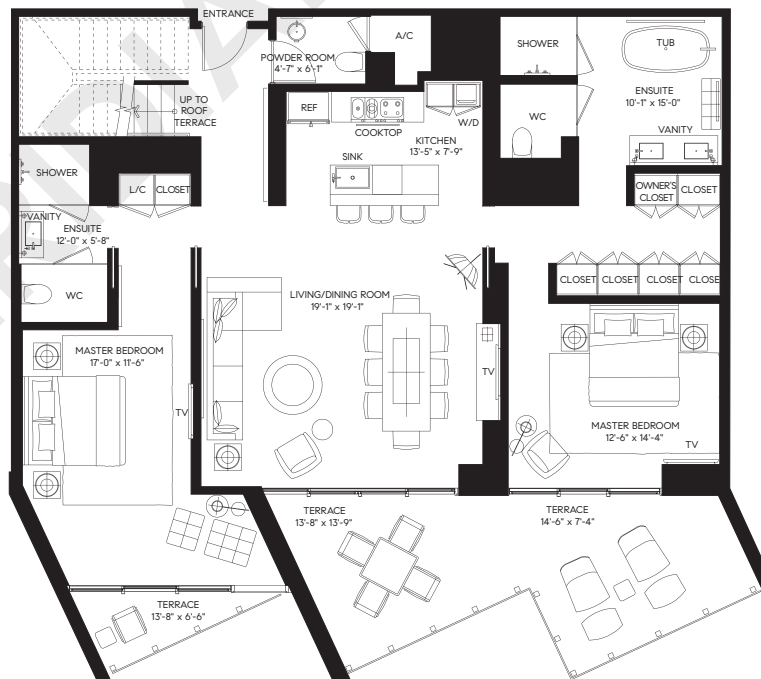 ENTRANCE
POWDER ROOM
4'-7" x 6'-1"
A/C
SHOWER
TUB
UP TO
ROOF
TERRACE
REF
COOKTOP
W/D
KITCHEN
13'-5" x 7'-9"
SINK
WC
ENSUITE
10'-1" x 15'-0"
VANITY
SHOWER
L/C
CLOSET
VANITY
ENSUITE
12'-0" x 5'-8"
WC
OWNER'S
CLOSET
CLOSET
CLOSET
CLOSET
CLOSET
CLOSE
LIVING/DINING ROOM
19'-1" x 19'-1"
MASTER BEDROOM
17'-0" x 11'-6"
TV
TV
MASTER BEDROOM
12'-6" x 14'-4"
TV
TERRACE
13'-8" x 13'-9"
TERRACE
14'-6" x 7'-4"
TERRACE
13'-8" x 6'-6"